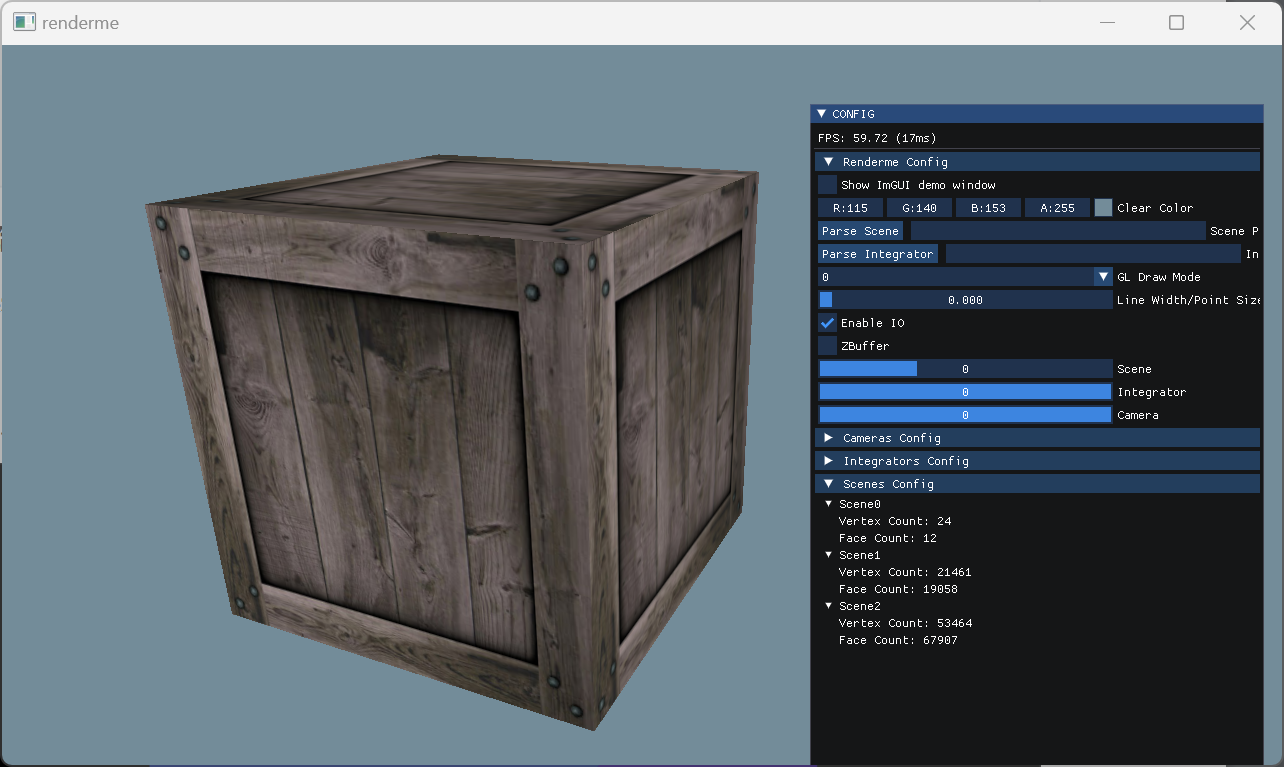 renderme
CONFIG
FPS: 59.72 (17ms)
Renderme Config
Show ImGUI demo window
R:115 G:140 B:153 A:255 Clear Color
Parse Scene Scene P
Parse Integrator In
0 GL Draw Mode
0.000 Line Width/Point Size
Enable IO
ZBuffer
0 Scene
0 Integrator
0 Camera
Cameras Config
Integrators Config
Scenes Config
Scene0
Vertex Count: 24
Face Count: 12
Scene1
Vertex Count: 21461
Face Count: 19058
Scene2
Vertex Count: 53464
Face Count: 67907